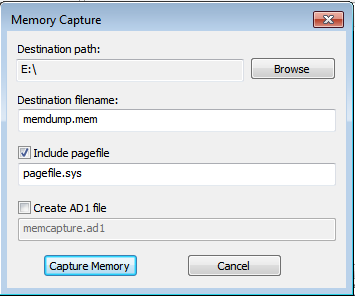 Memory Capture
Destination path:
E:\
Browse
Destination filename:
memdump.mem
Include pagefile
pagefile.sys
Create AD1 file
memcapture.ad1
Capture Memory
Cancel